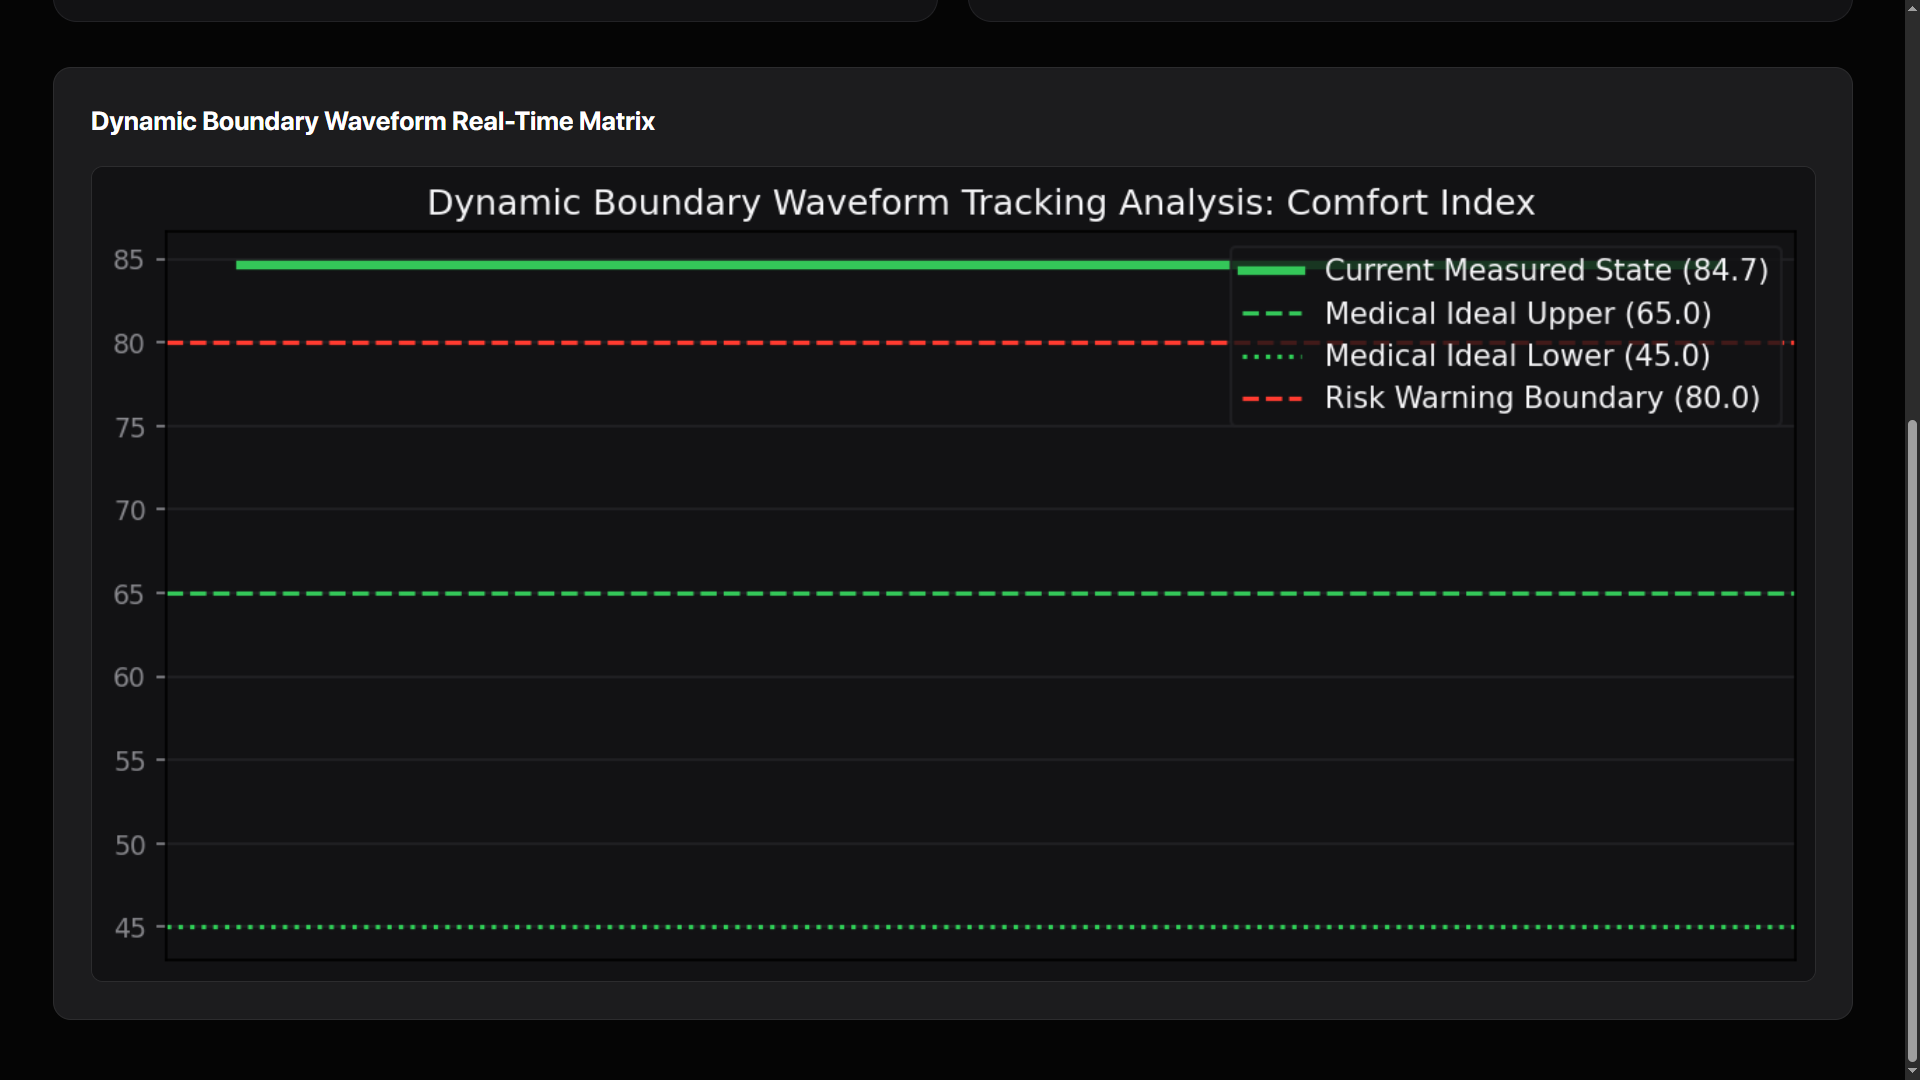 Dynamic Boundary Waveform Real-Time Matrix
Dynamic Boundary Waveform Tracking Analysis: Comfort Index
85
80
75
70
65
60
55
50
45
Current Measured State (84.7)
Medical Ideal Upper (65.0)
Medical Ideal Lower (45.0)
Risk Warning Boundary (80.0)